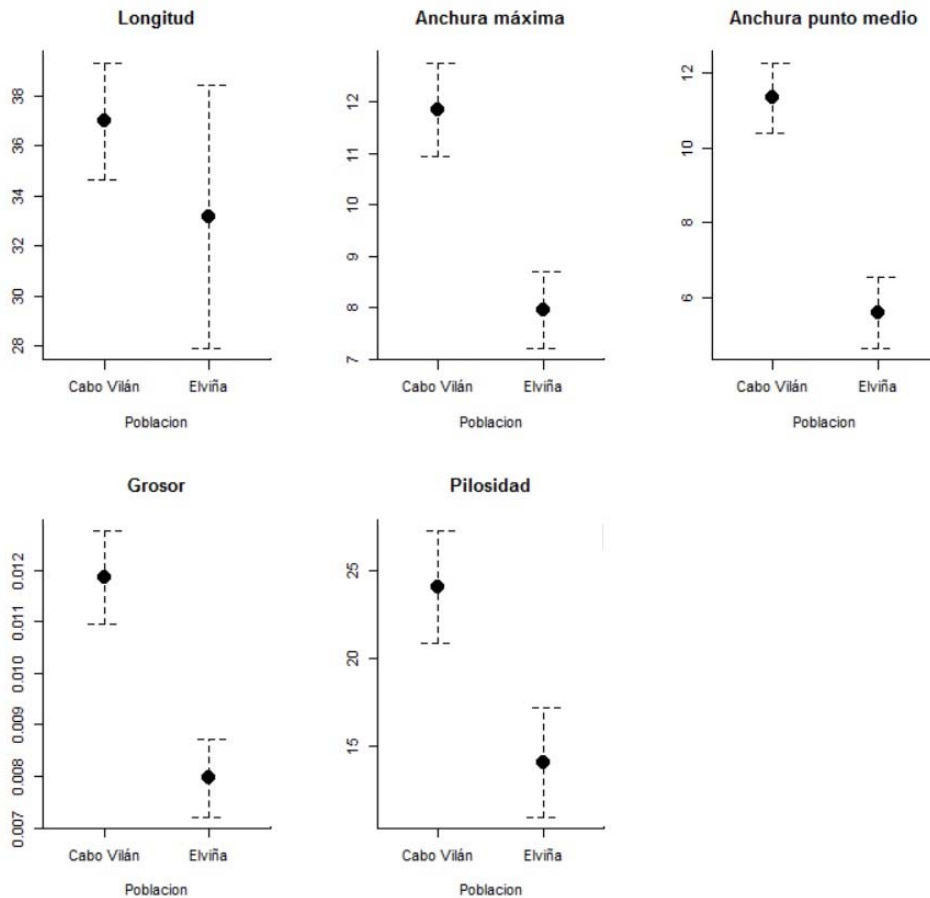 Longitud
38
36
34
32
30
28
Cabo Vilán Elviña
Poblacion
Anchura máxima
12
11
10
9
8
7
Cabo Vilán Elviña
Poblacion
Anchura punto medio
12
10
8
6
Cabo Vilán Elviña
Poblacion
Grosor
0.012
0.011
0.010
0.009
0.008
0.007
Cabo Vilán Elviña
Poblacion
Pilosidad
25
20
15
Cabo Vilán Elviña
Poblacion